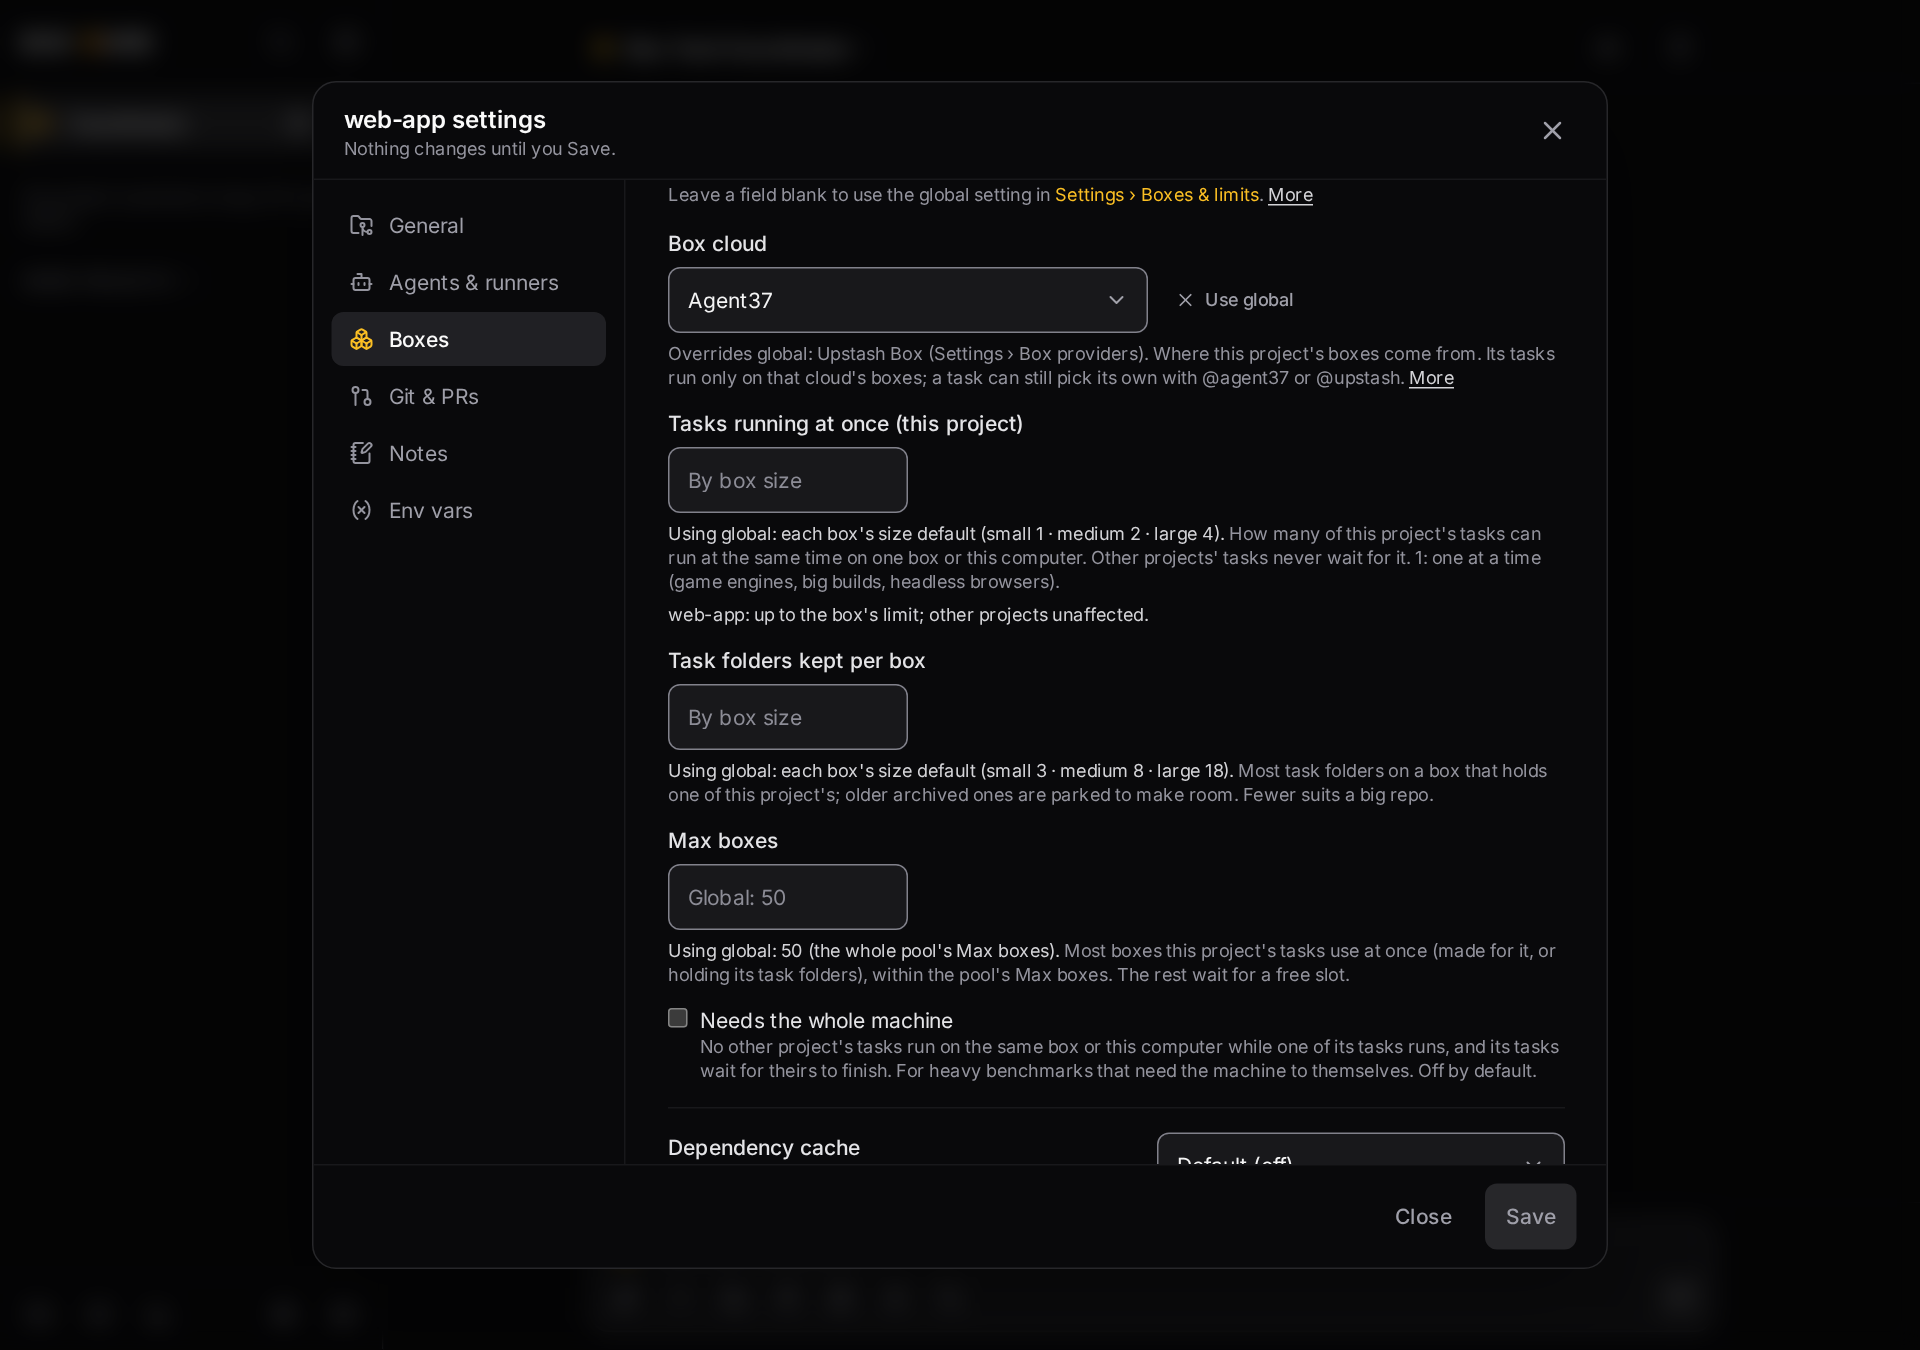 web-app settings
Nothing changes until you Save.
General
Agents & runners
Boxes
Git & PRs
Notes
Env vars
Leave a field blank to use the global setting in Settings › Boxes & limits. More
Box cloud
Agent37
Use global
Overrides global: Upstash Box (Settings › Box providers). Where this project's boxes come from. Its tasks
run only on that cloud's boxes; a task can still pick its own with @agent37 or @upstash. More
Tasks running at once (this project)
By box size
Using global: each box's size default (small 1 · medium 2 · large 4). How many of this project's tasks can
run at the same time on one box or this computer. Other projects' tasks never wait for it. 1: one at a time
(game engines, big builds, headless browsers).
web-app: up to the box's limit; other projects unaffected.
Task folders kept per box
By box size
Using global: each box's size default (small 3 · medium 8 · large 18). Most task folders on a box that holds
one of this project's; older archived ones are parked to make room. Fewer suits a big repo.
Max boxes
Global: 50
Using global: 50 (the whole pool's Max boxes). Most boxes this project's tasks use at once (made for it, or
holding its task folders), within the pool's Max boxes. The rest wait for a free slot.
Needs the whole machine
No other project's tasks run on the same box or this computer while one of its tasks runs, and its tasks
wait for theirs to finish. For heavy benchmarks that need the machine to themselves. Off by default.
Dependency cache
Default (off)
Close
Save